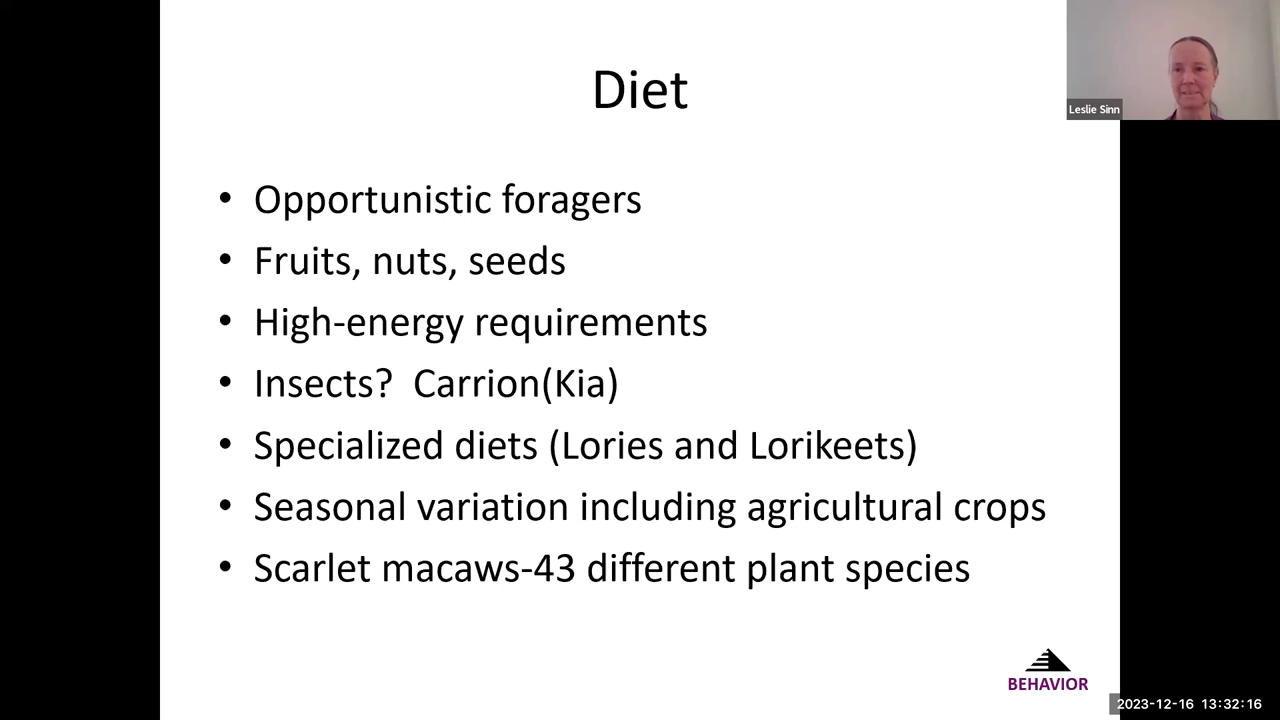 Diet
Leslie Sinn
• Opportunistic foragers
• Fruits, nuts, seeds
• High-energy requirements
• Insects?  Carrion(Kia)
• Specialized diets (Lories and Lorikeets)
• Seasonal variation including agricultural crops
• Scarlet macaws-43 different plant species
BEHAVIOR
2023-12-16 13:32:16